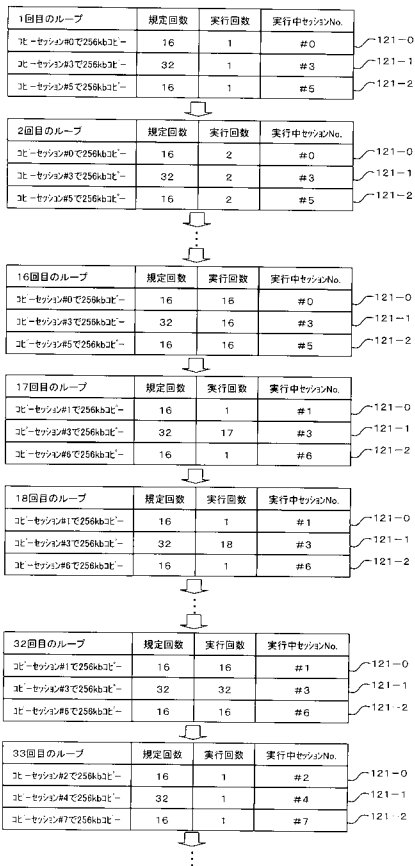 1回目のループ 規定回数 実行回数 実行中セッションNo.
コピーセッション#0で256kbコピー 16 1 #0 121-0
コピーセッション#3で256kbコピー 32 1 #3 121-1
コピーセッション#5で256kbコピー 16 1 #5 121-2
2回目のループ 規定回数 実行回数 実行中セッションNo.
コピーセッション#0で256kbコピー 16 2 #0 121-0
コピーセッション#3で256kbコピー 32 2 #3 121-1
コピーセッション#5で256kbコピー 16 2 #5 121-2
16回目のループ 規定回数 実行回数 実行中セッションNo.
コピーセッション#0で256kbコピー 16 16 #0 121-0
コピーセッション#3で256kbコピー 32 16 #3 121-1
コピーセッション#5で256kbコピー 16 16 #5 121-2
17回目のループ 規定回数 実行回数 実行中セッションNo.
コピーセッション#1で256kbコピー 16 1 #1 121-0
コピーセッション#3で256kbコピー 32 17 #3 121-1
コピーセッション#6で256kbコピー 16 1 #6 121-2
18回目のループ 規定回数 実行回数 実行中セッションNo.
コピーセッション#1で256kbコピー 16 1 #1 121-0
コピーセッション#3で256kbコピー 32 18 #3 121-1
コピーセッション#6で256kbコピー 16 1 #6 121-2
32回目のループ 規定回数 実行回数 実行中セッションNo.
コピーセッション#1で256kbコピー 16 16 #1 121-0
コピーセッション#3で256kbコピー 32 32 #3 121-1
コピーセッション#6で256kbコピー 16 16 #6 121-2
33回目のループ 規定回数 実行回数 実行中セッションNo.
コピーセッション#2で256kbコピー 16 1 #2 121-0
コピーセッション#4で256kbコピー 32 1 #4 121-1
コピーセッション#7で256kbコピー 16 1 #7 121-2